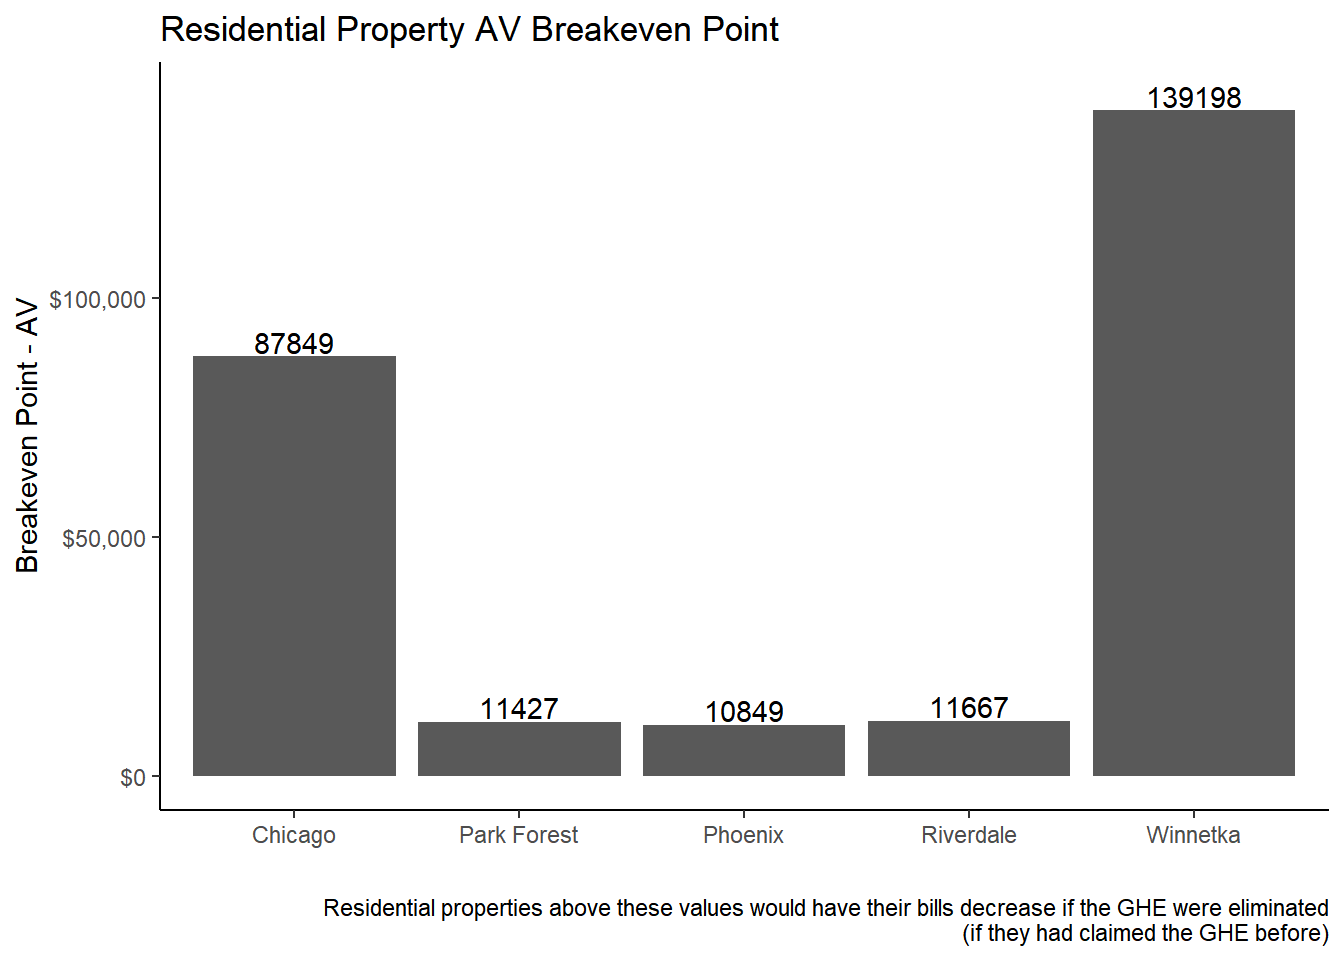 Residential Property AV Breakeven Point
139198
87849
11427
10849
11667
Breakeven Point - AV
$100,000
$50,000
$0
Chicago
Park Forest
Phoenix
Riverdale
Winnetka
Residential properties above these values would have their bills decrease if the GHE were eliminated
(if they had claimed the GHE before)